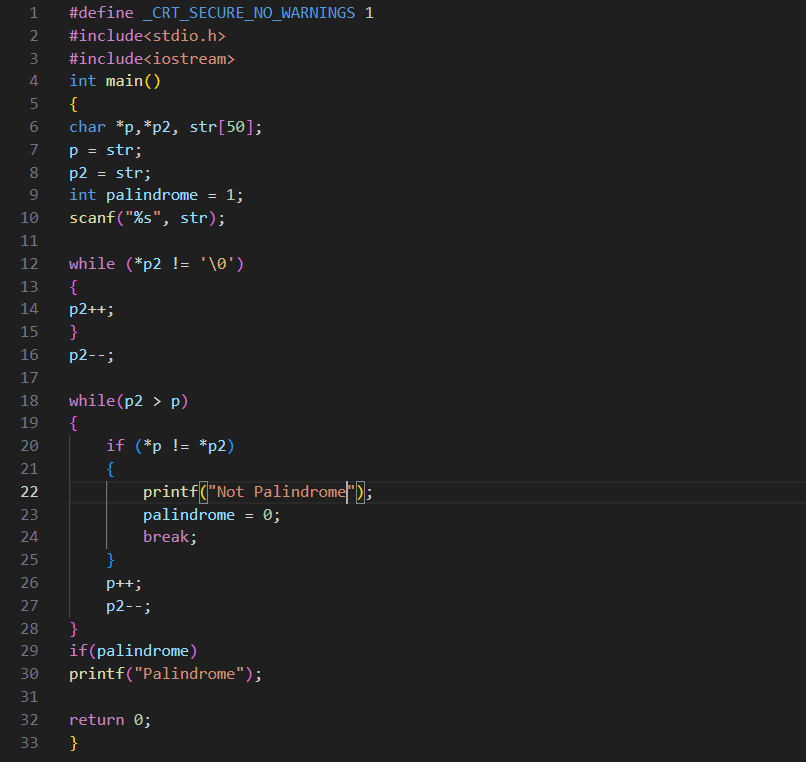 1 #define _CRT_SECURE_NO_WARNINGS 1
2 #include<stdio.h>
3 #include<iostream>
4 int main()
5 {
6 char *p,*p2, str[50];
7 p = str;
8 p2 = str;
9 int palindrome = 1;
10 scanf("%s", str);
11
12 while (*p2 != '\0')
13 {
14 p2++;
15 }
16 p2--;
17
18 while(p2 > p)
19 {
20     if (*p != *p2)
21     {
22         printf("Not Palindrome");
23         palindrome = 0;
24         break;
25     }
26     p++;
27     p2--;
28 }
29 if(palindrome)
30 printf("Palindrome");
31
32 return 0;
33 }